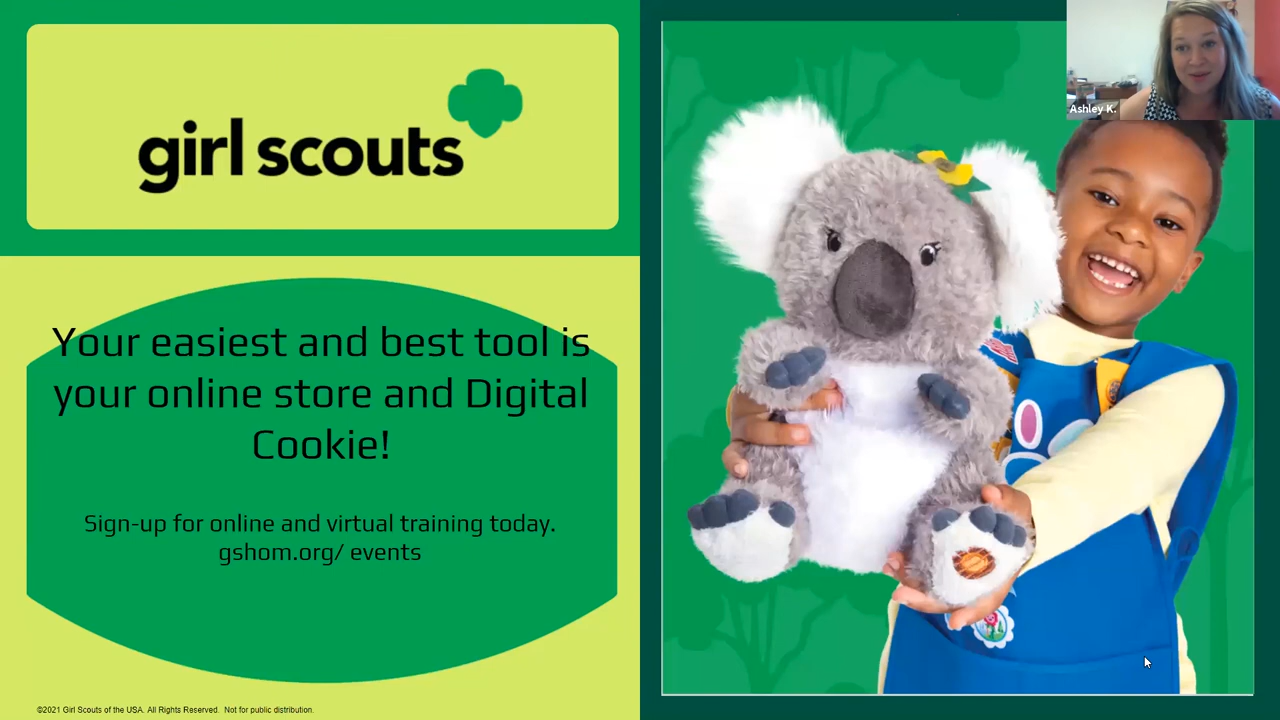 girl scouts
Your easiest and best tool is
your online store and Digital
Cookie!
Sign-up for online and virtual training today.
gshom.org/ events
©2021 Girl Scouts of the USA. All Rights Reserved.  Not for public distribution.
Ashley K.